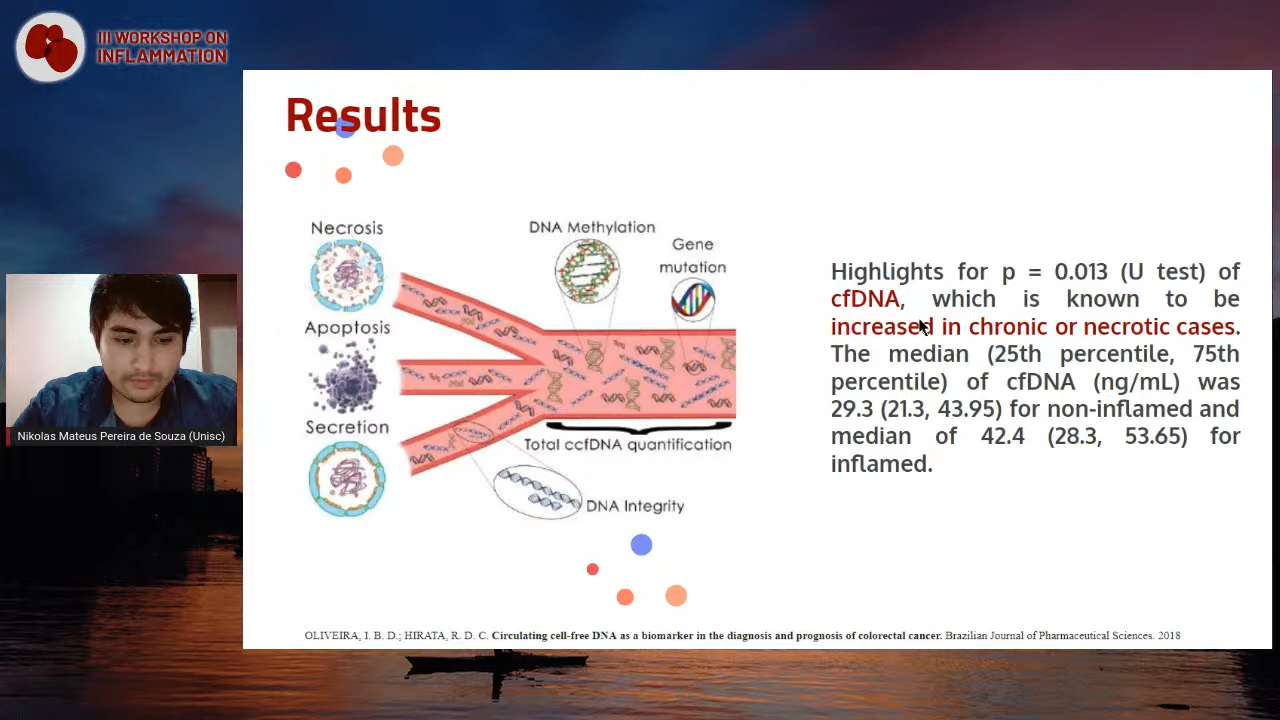 III WORKSHOP ON
INFLAMMATION
Results
Necrosis
Apoptosis
Secretion
DNA Methylation
Gene
mutation
Total ccfDNA quantification
DNA Integrity
Highlights for p = 0.013 (U test) of
cfDNA, which is known to be
increased in chronic or necrotic cases.
The median (25th percentile, 75th
percentile) of cfDNA (ng/mL) was
29.3 (21.3, 43.95) for non-inflamed and
median of 42.4 (28.3, 53.65) for
inflamed.
Nikolas Mateus Pereira de Souza (Unisc)
OLIVEIRA, I. B. D.; HIRATA, R. D. C. Circulating cell-free DNA as a biomarker in the diagnosis and prognosis of colorectal cancer. Brazilian Journal of Pharmaceutical Sciences. 2018